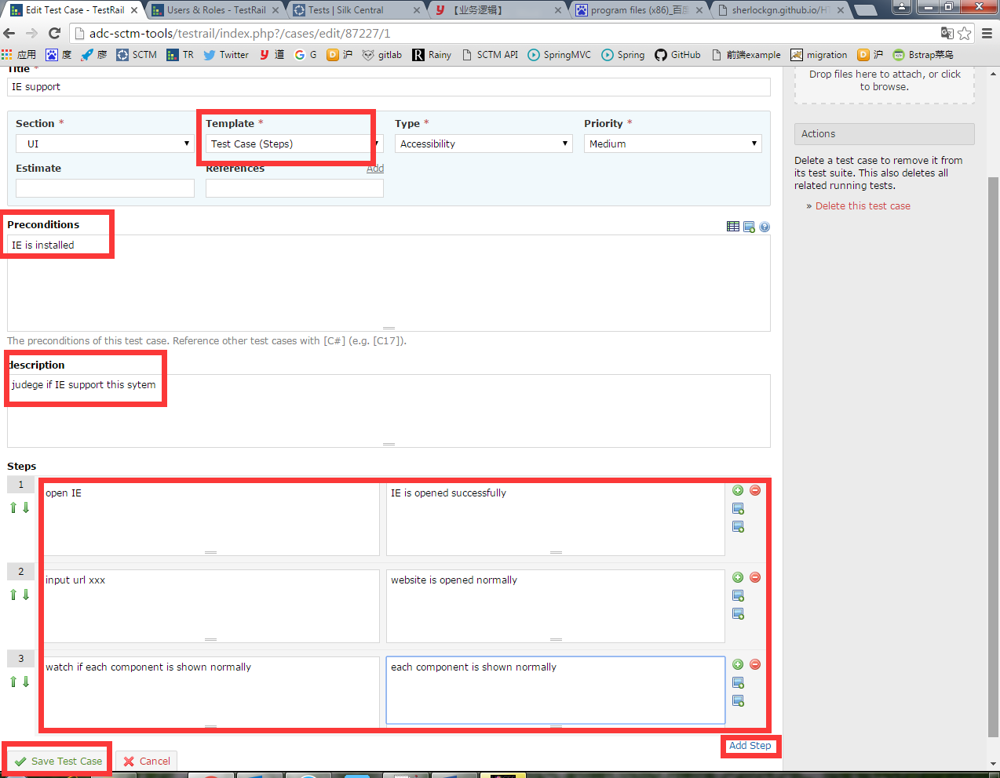 Edit Test Case - TestRail
Users & Roles - TestRail
Tests | Silk Central
【业务逻辑】
program files (x86)_百度
sherlockgn.github.io/HT
adc-sctm-tools/testrail/index.php?/cases/edit/87227/1
应用 度 廖 SCTM TR Twitter 道 G 沪 gitlab Rainy SCTM API SpringMVC Spring GitHub 前端example migration 沪 Bstrap菜鸟
Title *
IE support
Section * Template * Type * Priority *
UI Test Case (Steps) Accessibility Medium
Estimate References Add
Preconditions
IE is installed
The preconditions of this test case. Reference other test cases with [C#] (e.g. [C17]).
description
judege if IE support this sytem
Steps
1
open IE
IE is opened successfully
2
input url xxx
website is opened normally
3
watch if each component is shown normally
each component is shown normally
Add Step
Save Test Case Cancel
Drop files here to attach, or click
to browse.
Actions
Delete a test case to remove it from
its test suite. This also deletes all
related running tests.
» Delete this test case